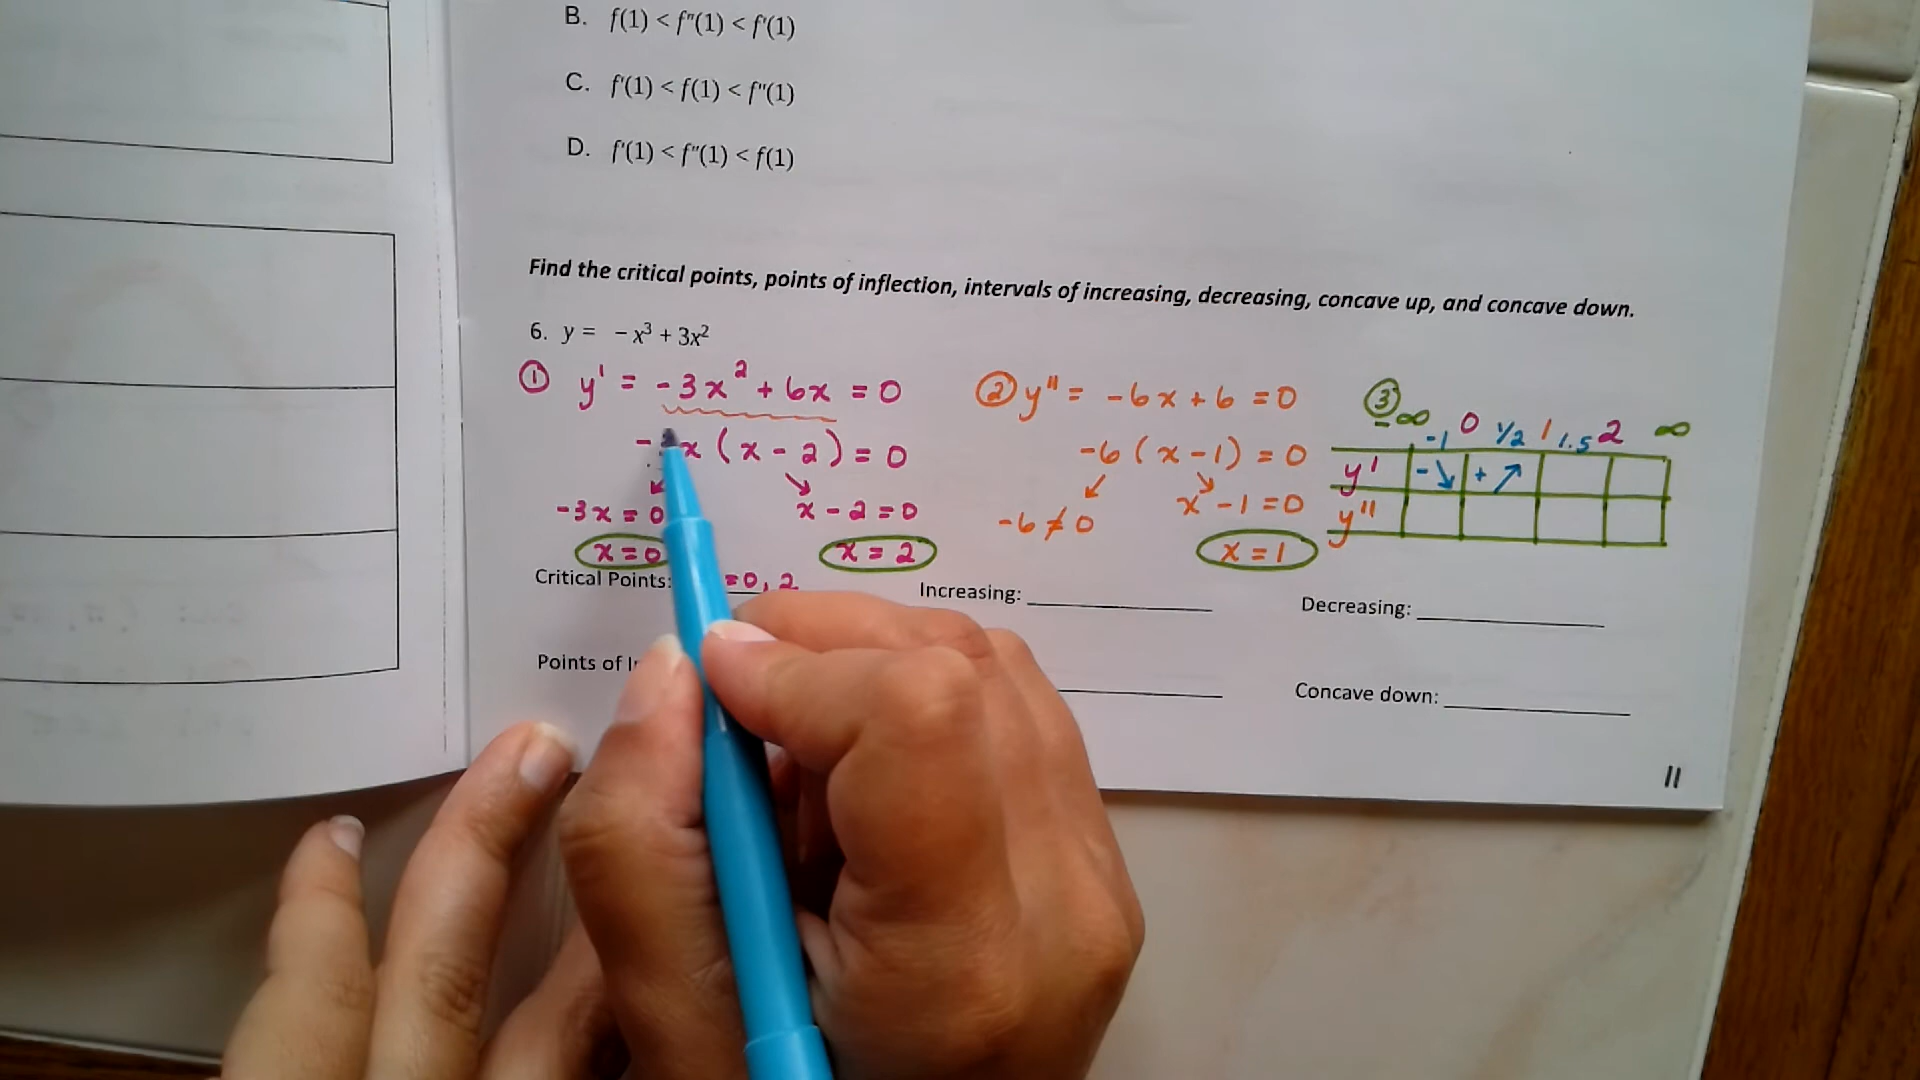 B. f(1) < f"(1) < f'(1)
C. f'(1) < f(1) < f"(1)
D. f'(1) < f"(1) < f(1)
Find the critical points, points of inflection, intervals of increasing, decreasing, concave up, and concave down.
6. y = − x³ + 3x²
① y' = -3x² + 6x = 0
x (x - 2) = 0
-3x = 0 x - 2 = 0
x = 0 x = 2
② y" = -6x + 6 = 0
-6 (x - 1) = 0
-6 ≠ 0 x - 1 = 0
x = 1
③
-∞ -1 0 1/2 1 1.5 2 ∞
y' - ↘ + ↗
y"
Critical Points: =0, 2 Increasing: Decreasing:
Points of Concave down:
11